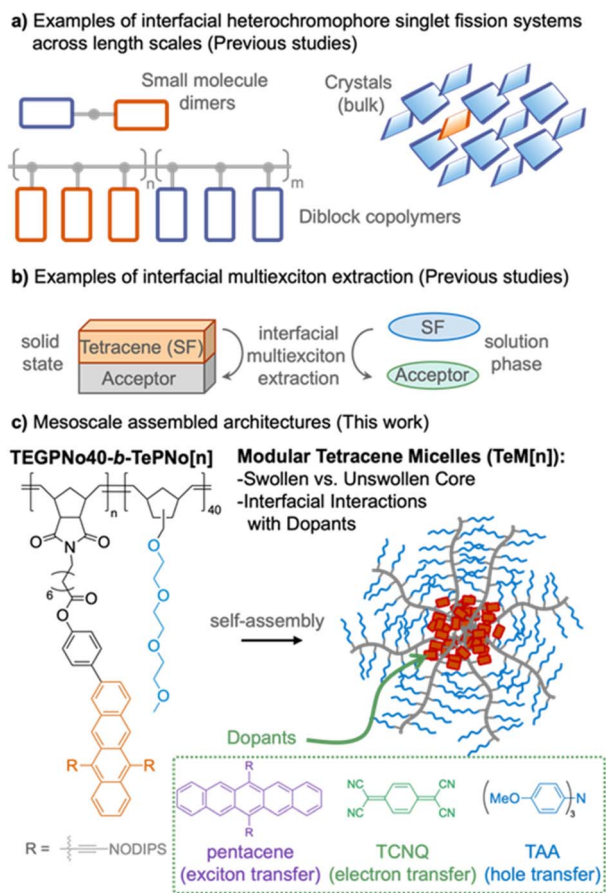 a) Examples of interfacial heterochromophore singlet fission systems
across length scales (Previous studies)
Small molecule
dimers
Crystals
(bulk)
n
m
Diblock copolymers
b) Examples of interfacial multiexciton extraction (Previous studies)
solid
state
Tetracene (SF)
Acceptor
interfacial
multiexciton
extraction
SF
Acceptor
solution
phase
c) Mesoscale assembled architectures (This work)
TEGPNo40-b-TePNo[n]
Modular Tetracene Micelles (TeM[n]):
-Swollen vs. Unswollen Core
-Interfacial Interactions
with Dopants
n
40
O
N
O
O
6
O
O
O
O
O
self-assembly
R
R
Dopants
R =
NODIPS
R
R
pentacene
(exciton transfer)
NC
CN
NC
CN
TCNQ
(electron transfer)
MeO
N
3
TAA
(hole transfer)